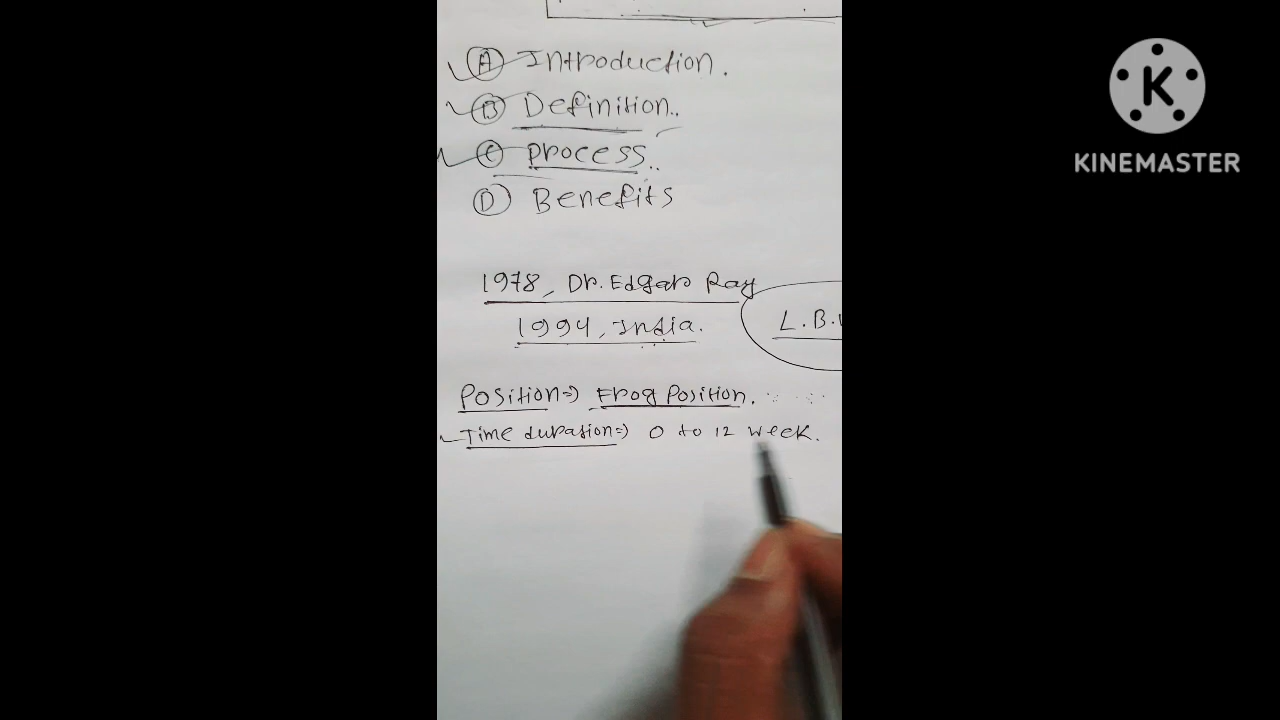 (A) Introduction.
(B) Definition..
(C) Process..
(D) Benefits
1978, Dr. Edgar Ray
1994, India.
L.B.
Position => Frog Position.
Time duration => 0 to 12 week.
K
KINEMASTER